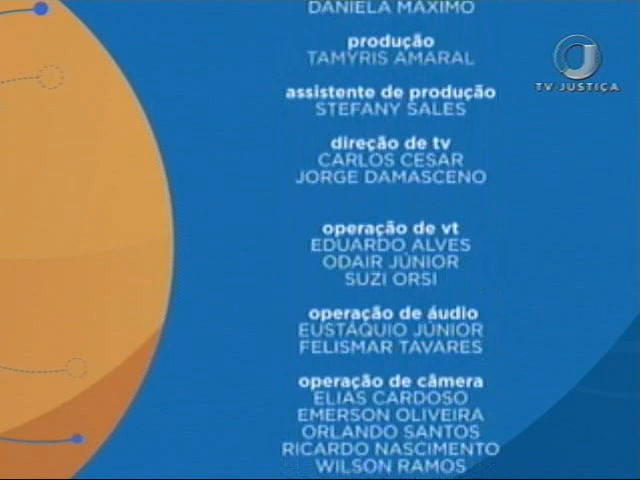 DANIELA MÁXIMO
produção
TAMYRIS AMARAL
TV JUSTIÇA
assistente de produção
STEFANY SALES
direção de tv
CARLOS CESAR
JORGE DAMASCENO
operação de vt
EDUARDO ALVES
ODAIR JÚNIOR
SUZI ORSI
operação de áudio
EUSTÁQUIO JÚNIOR
FELISMAR TAVARES
operação de câmera
ELIAS CARDOSO
EMERSON OLIVEIRA
ORLANDO SANTOS
RICARDO NASCIMENTO
WILSON RAMOS